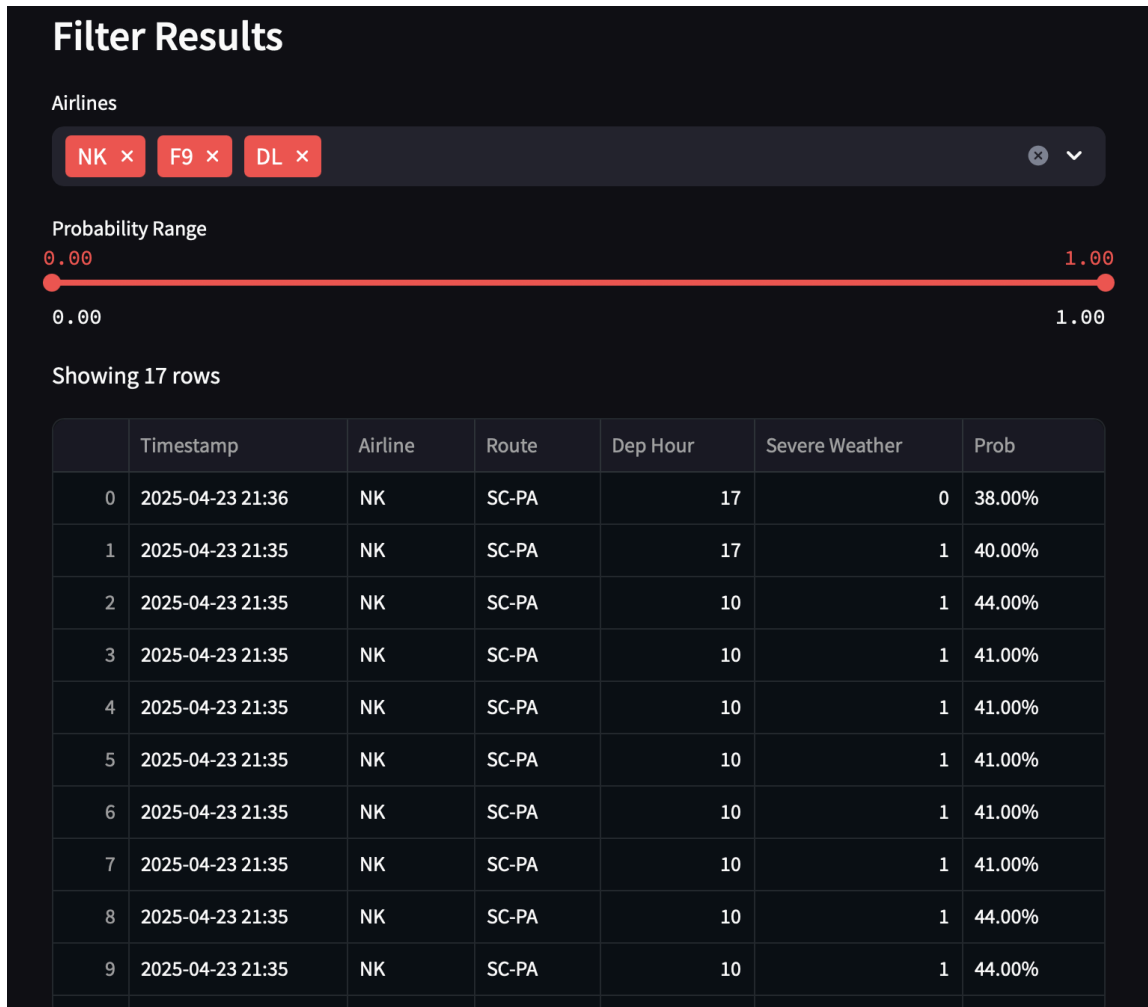 Filter Results
Airlines
NK × F9 × DL ×
Probability Range
0.00 1.00
0.00 1.00
Showing 17 rows
Timestamp Airline Route Dep Hour Severe Weather Prob
0 2025-04-23 21:36 NK SC-PA 17 0 38.00%
1 2025-04-23 21:35 NK SC-PA 17 1 40.00%
2 2025-04-23 21:35 NK SC-PA 10 1 44.00%
3 2025-04-23 21:35 NK SC-PA 10 1 41.00%
4 2025-04-23 21:35 NK SC-PA 10 1 41.00%
5 2025-04-23 21:35 NK SC-PA 10 1 41.00%
6 2025-04-23 21:35 NK SC-PA 10 1 41.00%
7 2025-04-23 21:35 NK SC-PA 10 1 41.00%
8 2025-04-23 21:35 NK SC-PA 10 1 44.00%
9 2025-04-23 21:35 NK SC-PA 10 1 44.00%